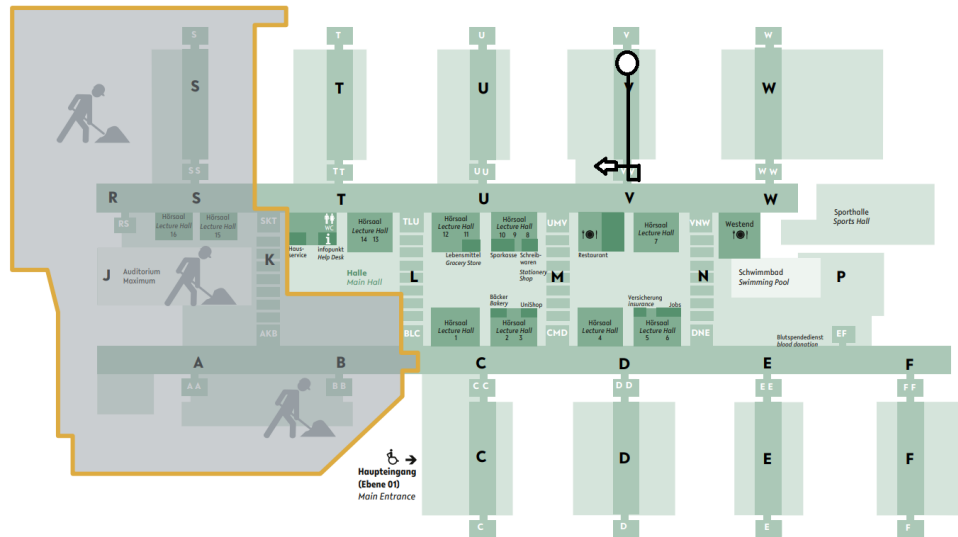 S
T
U
V
W
S
T
U
V
W
SS
TT
UU
WW
R
S
T
U
V
W
RS
Hörsaal
Lecture Hall
16
Hörsaal
Lecture Hall
15
SKT
WC
Haus-
service
i
infopunkt
Help Desk
Hörsaal
Lecture Hall
14 13
TLU
Hörsaal
Lecture Hall
12 11
Lebensmittel
Grocery Store
Hörsaal
Lecture Hall
10 9 8
Sparkasse
Schreib-
waren
Stationery
Shop
UMV
Restaurant
Hörsaal
Lecture Hall
7
VNW
Westend
Sporthalle
Sports Hall
J
Auditorium
Maximum
K
Halle
Main Hall
L
M
N
Schwimmbad
Swimming Pool
P
AKB
BLC
Hörsaal
Lecture Hall
1
Bäcker
Bakery
UniShop
Hörsaal
Lecture Hall
2 3
CMD
Hörsaal
Lecture Hall
4
Versicherung
insurance
Jobs
Hörsaal
Lecture Hall
5 6
DNE
Blutspendedienst
blood donation
EF
A
B
C
D
E
F
AA
BB
CC
DD
EE
FF
Haupteingang
(Ebene 01)
Main Entrance
C
D
E
F
C
D
E
F